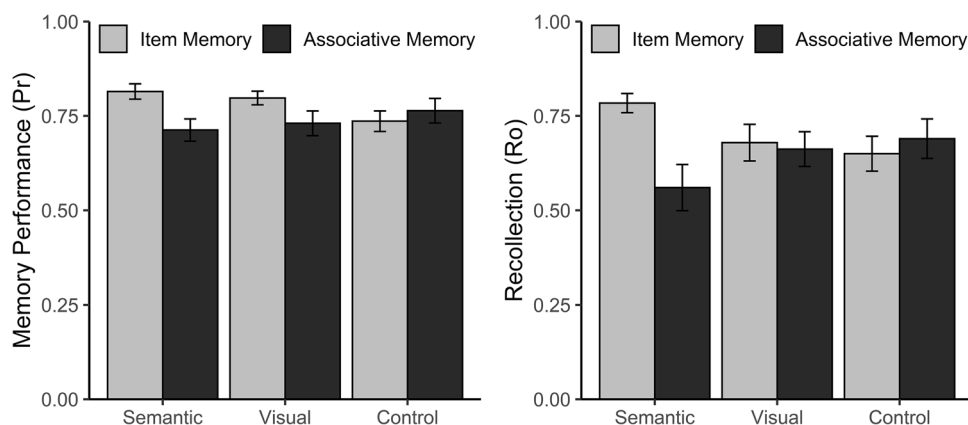 Memory Performance (Pr)
1.00
0.75
0.50
0.25
0.00
Item Memory Associative Memory
Semantic Visual Control
Recollection (Ro)
1.00
0.75
0.50
0.25
0.00
Item Memory Associative Memory
Semantic Visual Control